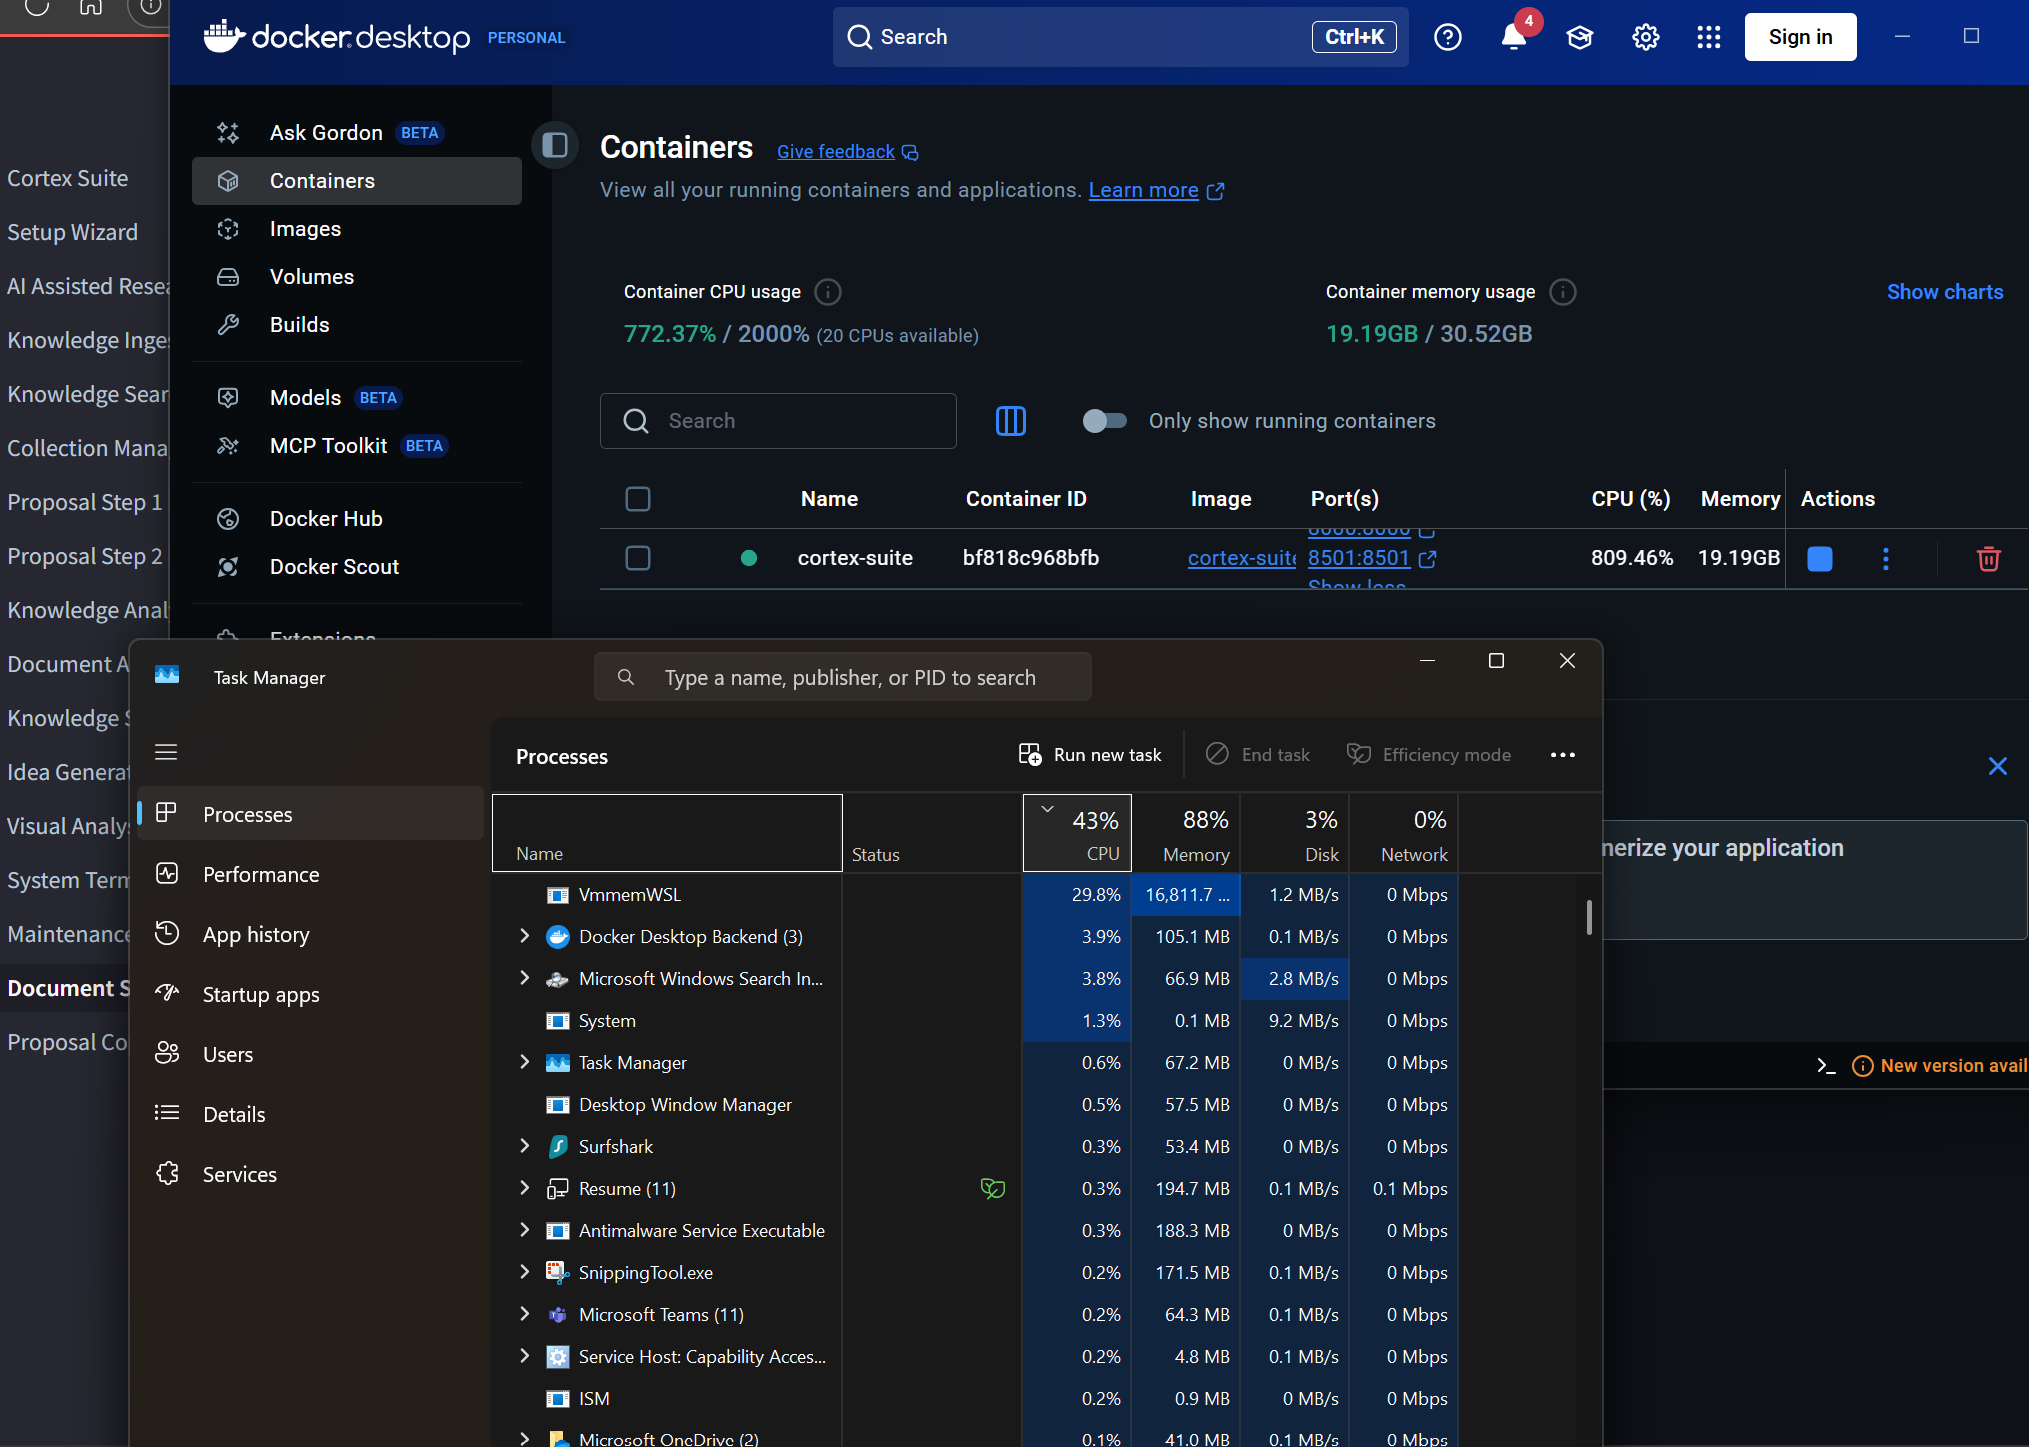 docker desktop PERSONAL
Search Ctrl+K
4
Sign in
Cortex Suite
Setup Wizard
AI Assisted Resea
Knowledge Inges
Knowledge Sear
Collection Mana
Proposal Step 1
Proposal Step 2
Knowledge Anal
Document A
Knowledge S
Idea Generat
Visual Analys
System Term
Maintenance
Document S
Proposal Co
Ask Gordon BETA
Containers
Images
Volumes
Builds
Models BETA
MCP Toolkit BETA
Docker Hub
Docker Scout
Extensions
Containers Give feedback
View all your running containers and applications. Learn more
Container CPU usage
772.37% / 2000% (20 CPUs available)
Container memory usage
19.19GB / 30.52GB
Show charts
Search
Only show running containers
Name Container ID Image Port(s) CPU (%) Memory Actions
cortex-suite bf818c968bfb cortex-suite 8501:8501 809.46% 19.19GB
Show less
nerize your application
New version avail
Task Manager
Type a name, publisher, or PID to search
Processes
Performance
App history
Startup apps
Users
Details
Services
Processes Run new task End task Efficiency mode
43% 88% 3% 0%
Name Status CPU Memory Disk Network
VmmemWSL 29.8% 16,811.7 ... 1.2 MB/s 0 Mbps
Docker Desktop Backend (3) 3.9% 105.1 MB 0.1 MB/s 0 Mbps
Microsoft Windows Search In... 3.8% 66.9 MB 2.8 MB/s 0 Mbps
System 1.3% 0.1 MB 9.2 MB/s 0 Mbps
Task Manager 0.6% 67.2 MB 0 MB/s 0 Mbps
Desktop Window Manager 0.5% 57.5 MB 0 MB/s 0 Mbps
Surfshark 0.3% 53.4 MB 0 MB/s 0 Mbps
Resume (11) 0.3% 194.7 MB 0.1 MB/s 0.1 Mbps
Antimalware Service Executable 0.3% 188.3 MB 0 MB/s 0 Mbps
SnippingTool.exe 0.2% 171.5 MB 0.1 MB/s 0 Mbps
Microsoft Teams (11) 0.2% 64.3 MB 0.1 MB/s 0 Mbps
Service Host: Capability Acces... 0.2% 4.8 MB 0.1 MB/s 0 Mbps
ISM 0.2% 0.9 MB 0 MB/s 0 Mbps
Microsoft OneDrive (2) 0.1% 41.0 MB 0.1 MB/s 0 Mbps